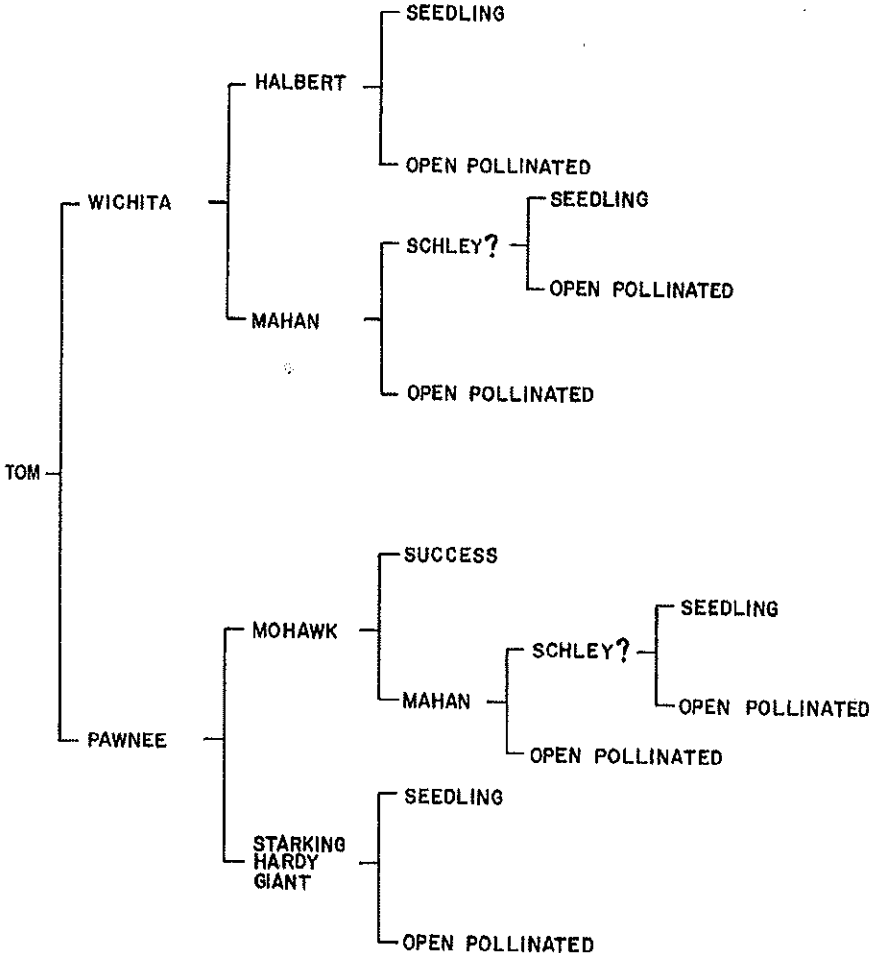 SEEDLING
HALBERT
OPEN POLLINATED
WICHITA
SEEDLING
SCHLEY?
OPEN POLLINATED
MAHAN
OPEN POLLINATED
TOM
SUCCESS
MOHAWK
SEEDLING
SCHLEY?
MAHAN
OPEN POLLINATED
PAWNEE
OPEN POLLINATED
SEEDLING
STARKING
HARDY
GIANT
OPEN POLLINATED